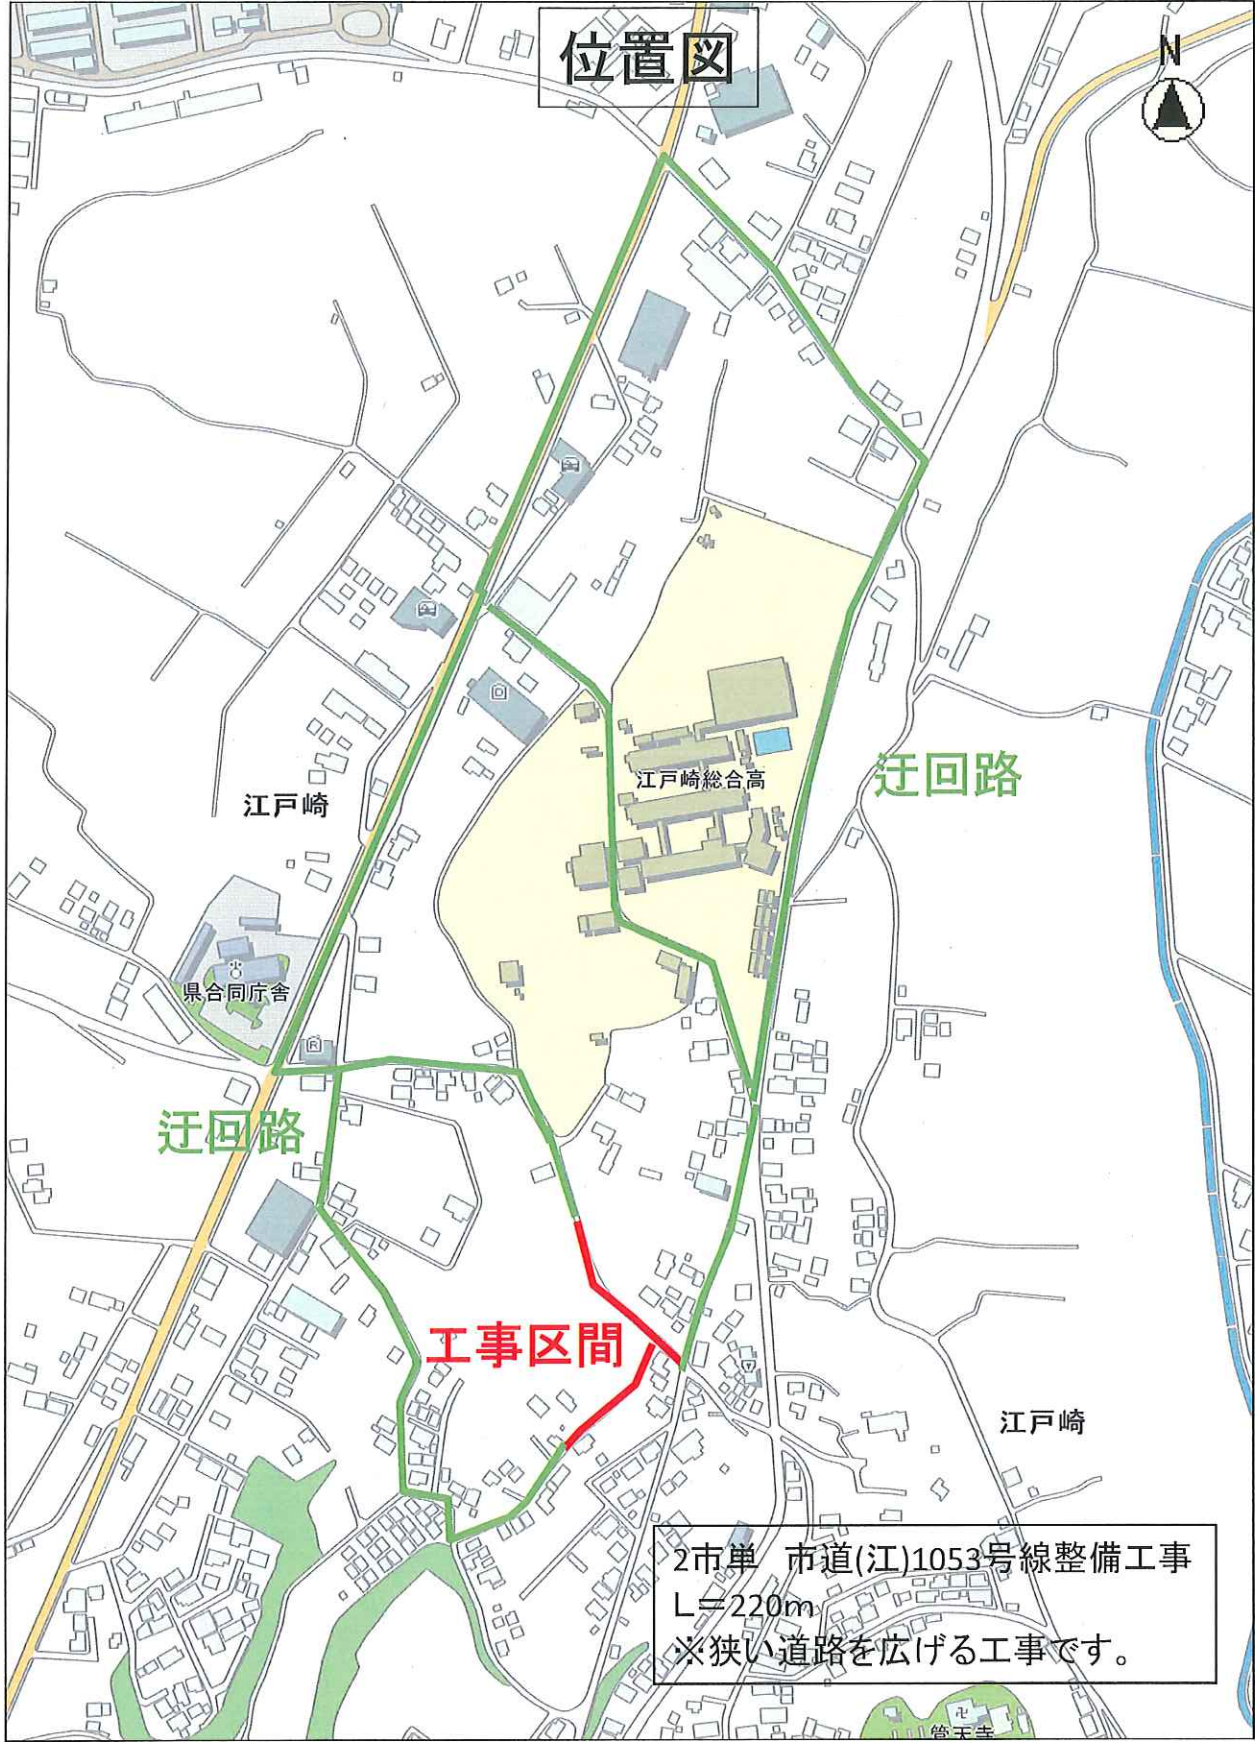 位置図
N
江戸崎総合高
迂回路
江戸崎
県合同庁舎
迂回路
工事区間
江戸崎
2市単　市道(江)1053号線整備工事
L=220m
※狭い道路を広げる工事です。
管天寺